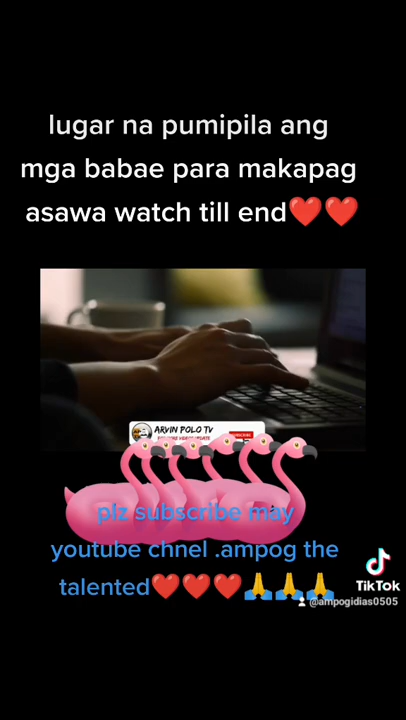 lugar na pumipila ang
mga babae para makapag
asawa watch till end❤️❤️
ARVIN POLO TV
SUBSCRIBE
plz subscribe may
youtube chnel .ampog the
talented❤️❤️❤️🙏🙏🙏
TikTok
@ampogidias0505